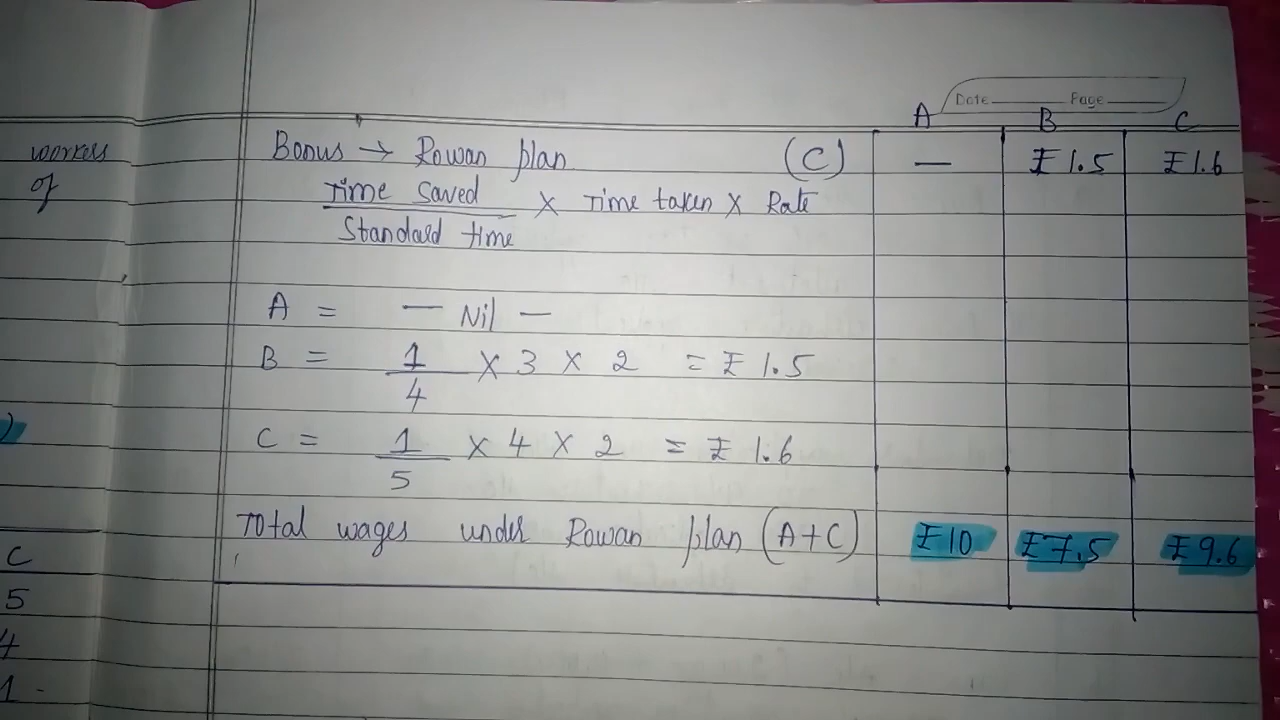 Date Page
A B C
workers
of
Bonus → Rowan plan (C) — ₹1.5 ₹1.6
Time Saved / Standard time × Time taken × Rate
A = — Nil —
B = 1/4 × 3 × 2 = ₹ 1.5
)
C = 1/5 × 4 × 2 = ₹ 1.6
Total wages under Rowan plan (A+C) ₹10 ₹7.5 ₹9.6
C
5
4
1 -